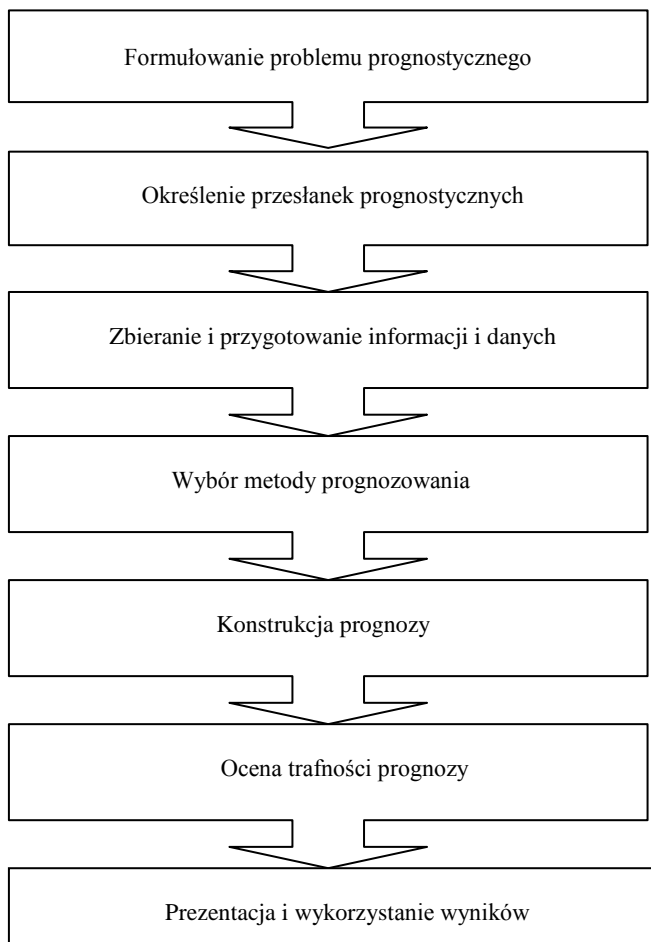 Formułowanie problemu prognostycznego
Określenie przesłanek prognostycznych
Zbieranie i przygotowanie informacji i danych
Wybór metody prognozowania
Konstrukcja prognozy
Ocena trafności prognozy
Prezentacja i wykorzystanie wyników